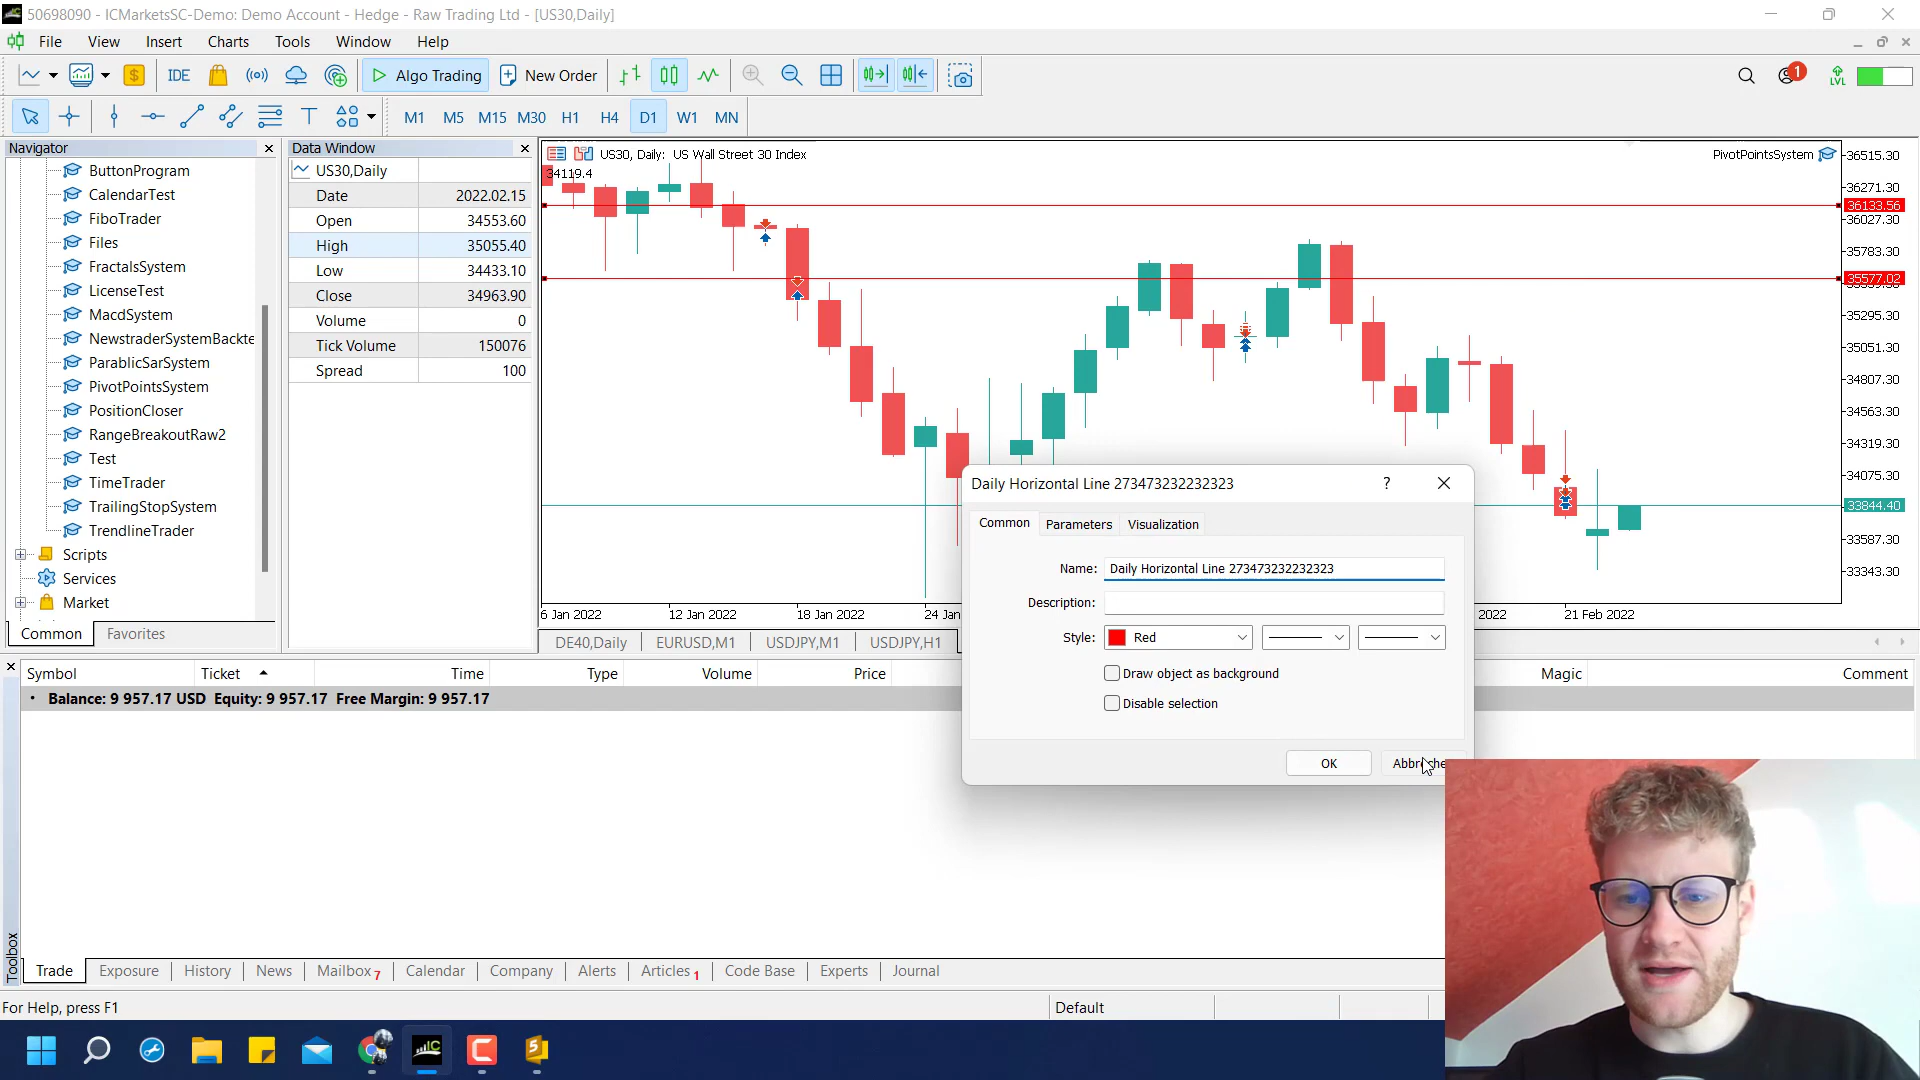 50698090 - ICMarketsSC-Demo: Demo Account - Hedge - Raw Trading Ltd - [US30,Daily]
File View Insert Charts Tools Window Help
IDE Algo Trading New Order 1 LVL
M1 M5 M15 M30 H1 H4 D1 W1 MN
Navigator
ButtonProgram
CalendarTest
FiboTrader
Files
FractalsSystem
LicenseTest
MacdSystem
NewstraderSystemBackte
ParablicSarSystem
PivotPointsSystem
PositionCloser
RangeBreakoutRaw2
Test
TimeTrader
TrailingStopSystem
TrendlineTrader
Scripts
Services
Market
Common Favorites
Data Window
US30,Daily
Date 2022.02.15
Open 34553.60
High 35055.40
Low 34433.10
Close 34963.90
Volume 0
Tick Volume 150076
Spread 100
US30, Daily: US Wall Street 30 Index
34119.4
PivotPointsSystem
36515.30
36271.30
36133.56
36027.30
35783.30
35577.02
35295.30
35051.30
34807.30
34563.30
34319.30
34075.30
33844.40
33587.30
33343.30
6 Jan 2022 12 Jan 2022 18 Jan 2022 24 Jan 2022 21 Feb 2022
DE40,Daily EURUSD,M1 USDJPY,M1 USDJPY,H1
Daily Horizontal Line 273473232232323 ?
Common Parameters Visualization
Name: Daily Horizontal Line 273473232232323
Description:
Style: Red
Draw object as background
Disable selection
OK
Symbol Ticket Time Type Volume Price Magic Comment
• Balance: 9 957.17 USD Equity: 9 957.17 Free Margin: 9 957.17
Toolbox
Trade Exposure History News Mailbox 7 Calendar Company Alerts Articles 1 Code Base Experts Journal
For Help, press F1
Default
IC